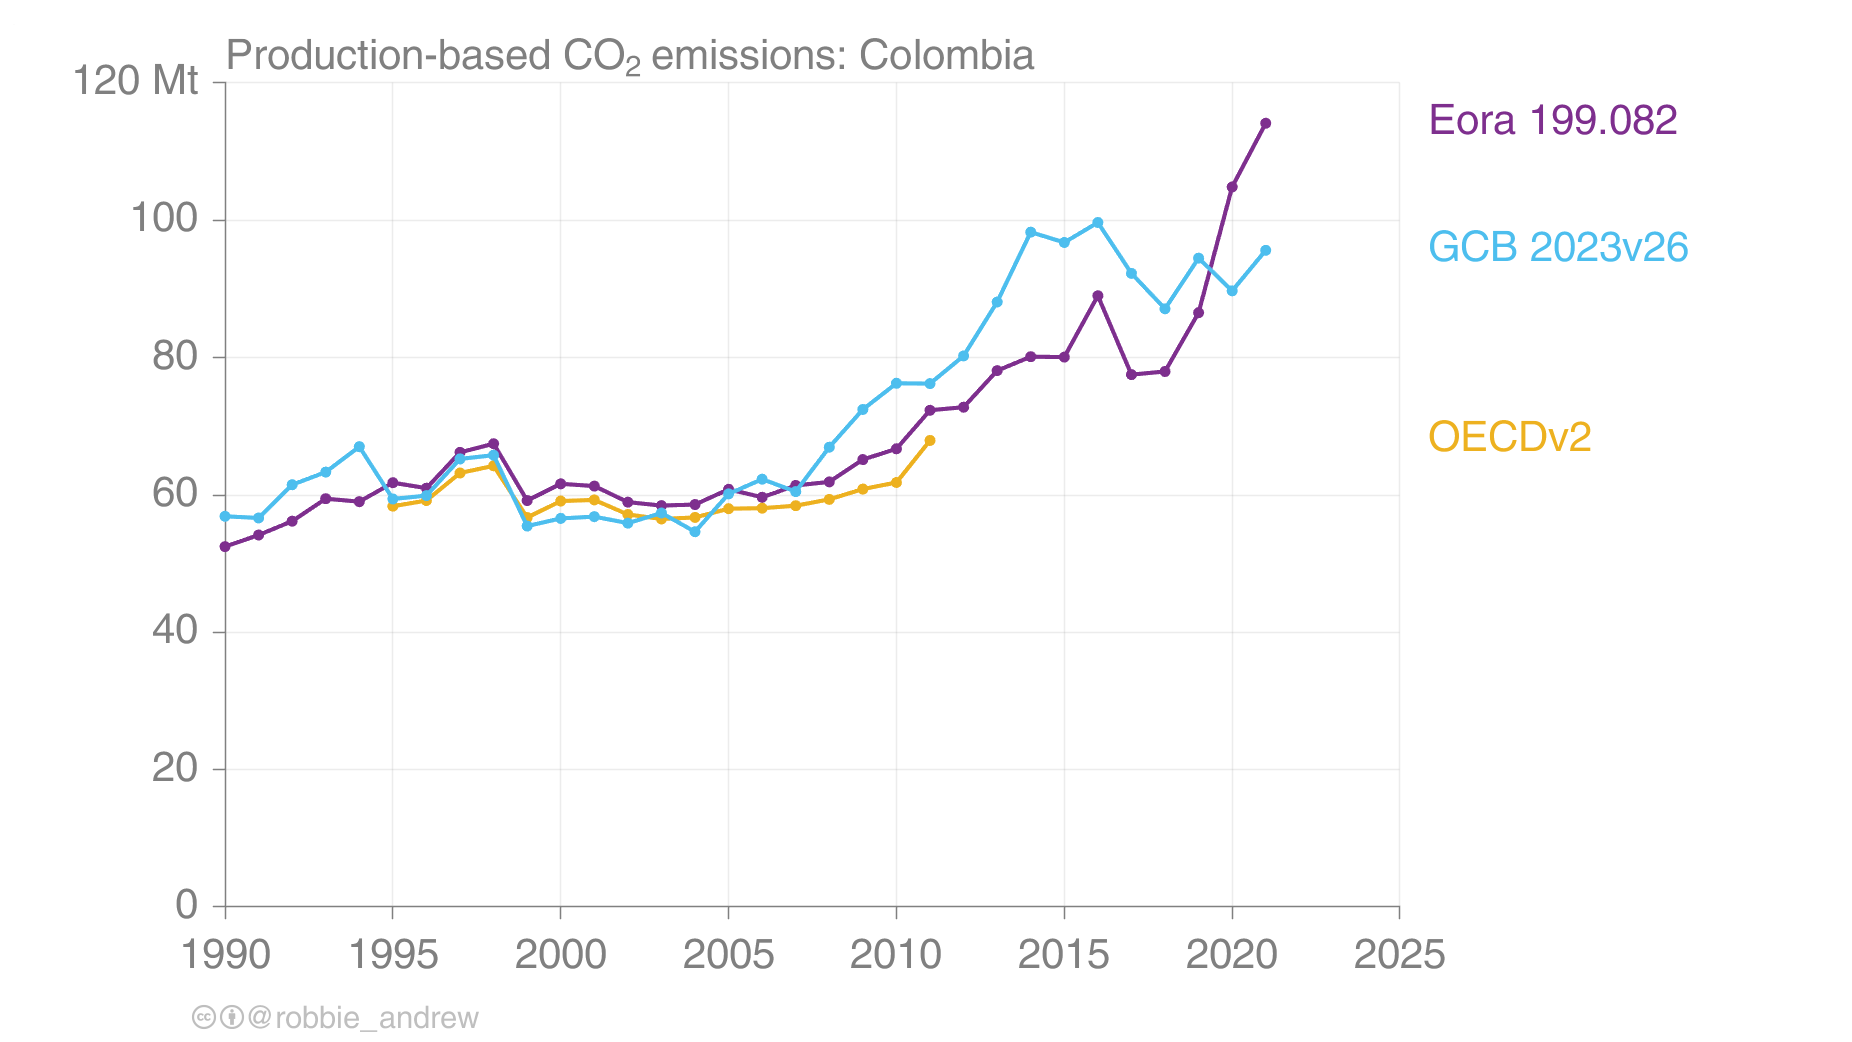 Production-based CO₂ emissions: Colombia
120 Mt
100
80
60
40
20
0
1990 1995 2000 2005 2010 2015 2020 2025
Eora 199.082
GCB 2023v26
OECDv2
@robbie_andrew